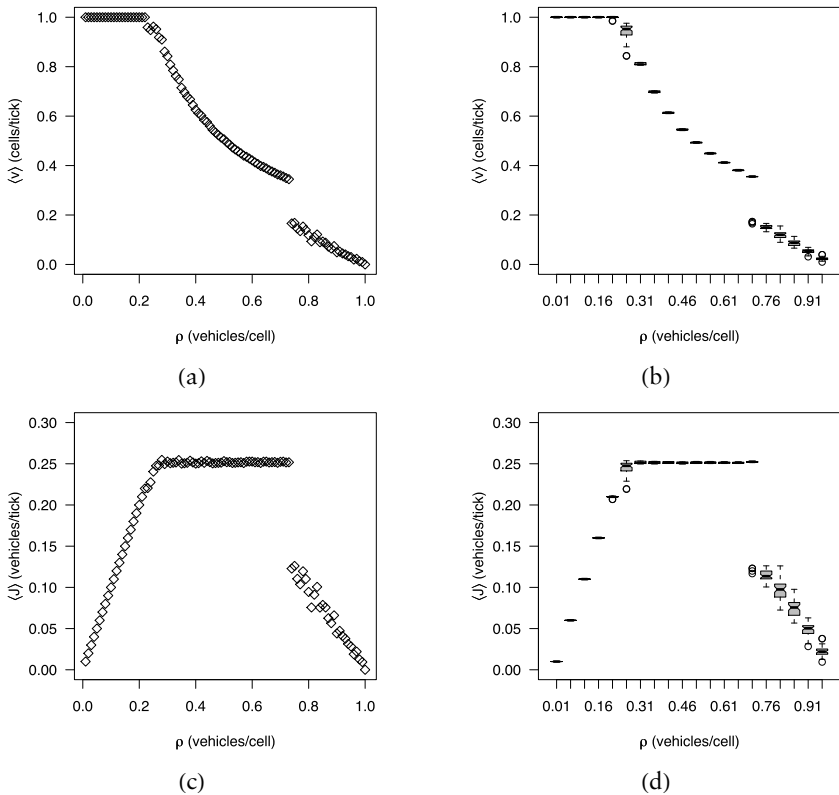 1.0
0.8
0.6
0.4
0.2
0.0
⟨v⟩ (cells/tick)
0.0 0.2 0.4 0.6 0.8 1.0
ρ (vehicles/cell)
(a)
1.0
0.8
0.6
0.4
0.2
0.0
⟨v⟩ (cells/tick)
0.01 0.16 0.31 0.46 0.61 0.76 0.91
ρ (vehicles/cell)
(b)
0.30
0.25
0.20
0.15
0.10
0.05
0.00
⟨J⟩ (vehicles/tick)
0.0 0.2 0.4 0.6 0.8 1.0
ρ (vehicles/cell)
(c)
0.30
0.25
0.20
0.15
0.10
0.05
0.00
⟨J⟩ (vehicles/tick)
0.01 0.16 0.31 0.46 0.61 0.76 0.91
ρ (vehicles/cell)
(d)